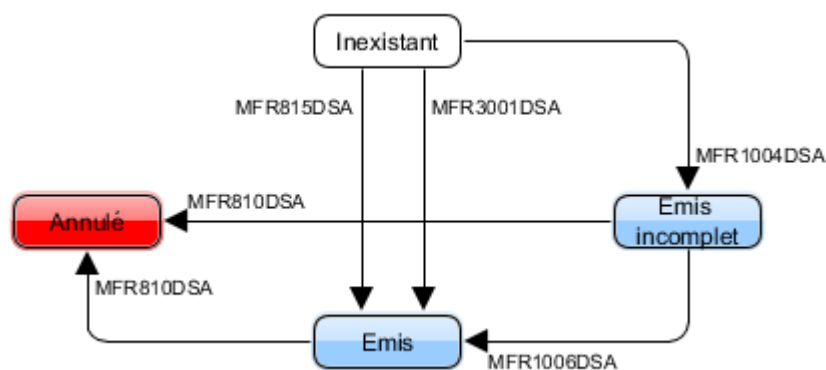 Inexistant
MFR815DSA
MFR3001DSA
MFR1004DSA
MFR810DSA
Annulé
Emis
incomplet
MFR810DSA
Emis
MFR1006DSA